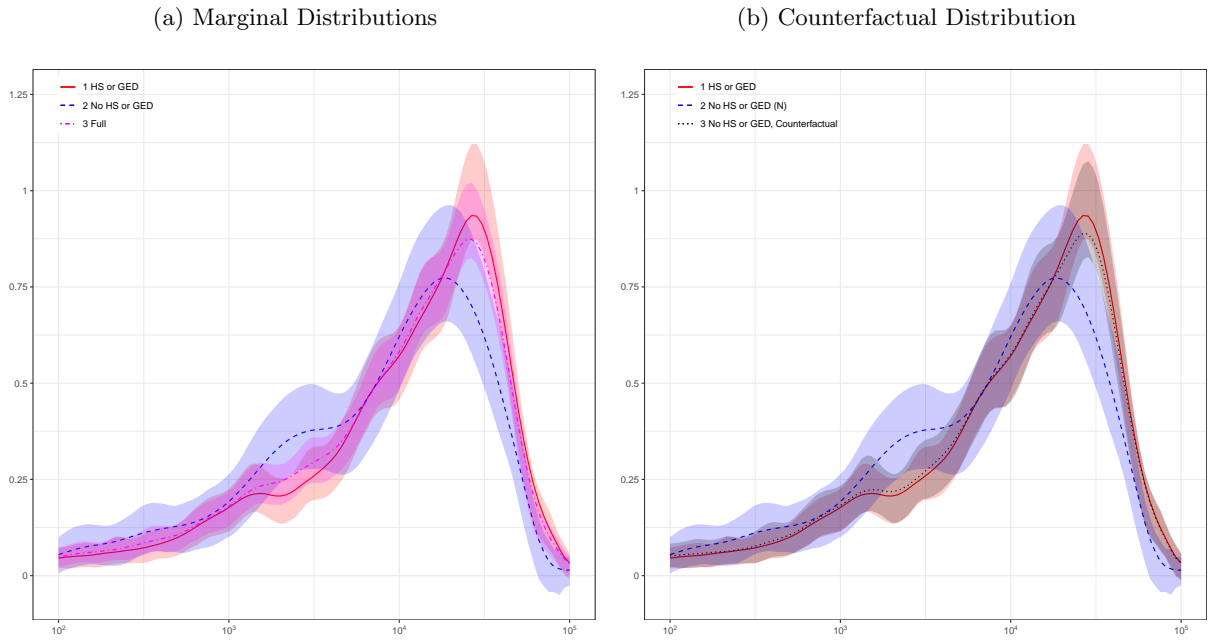 (a) Marginal Distributions
1 HS or GED
2 No HS or GED
3 Full
1.25
1
0.75
0.5
0.25
0
10²
10³
10⁴
10⁵
(b) Counterfactual Distribution
1 HS or GED
2 No HS or GED (N)
3 No HS or GED, Counterfactual
1.25
1
0.75
0.5
0.25
0
10²
10³
10⁴
10⁵